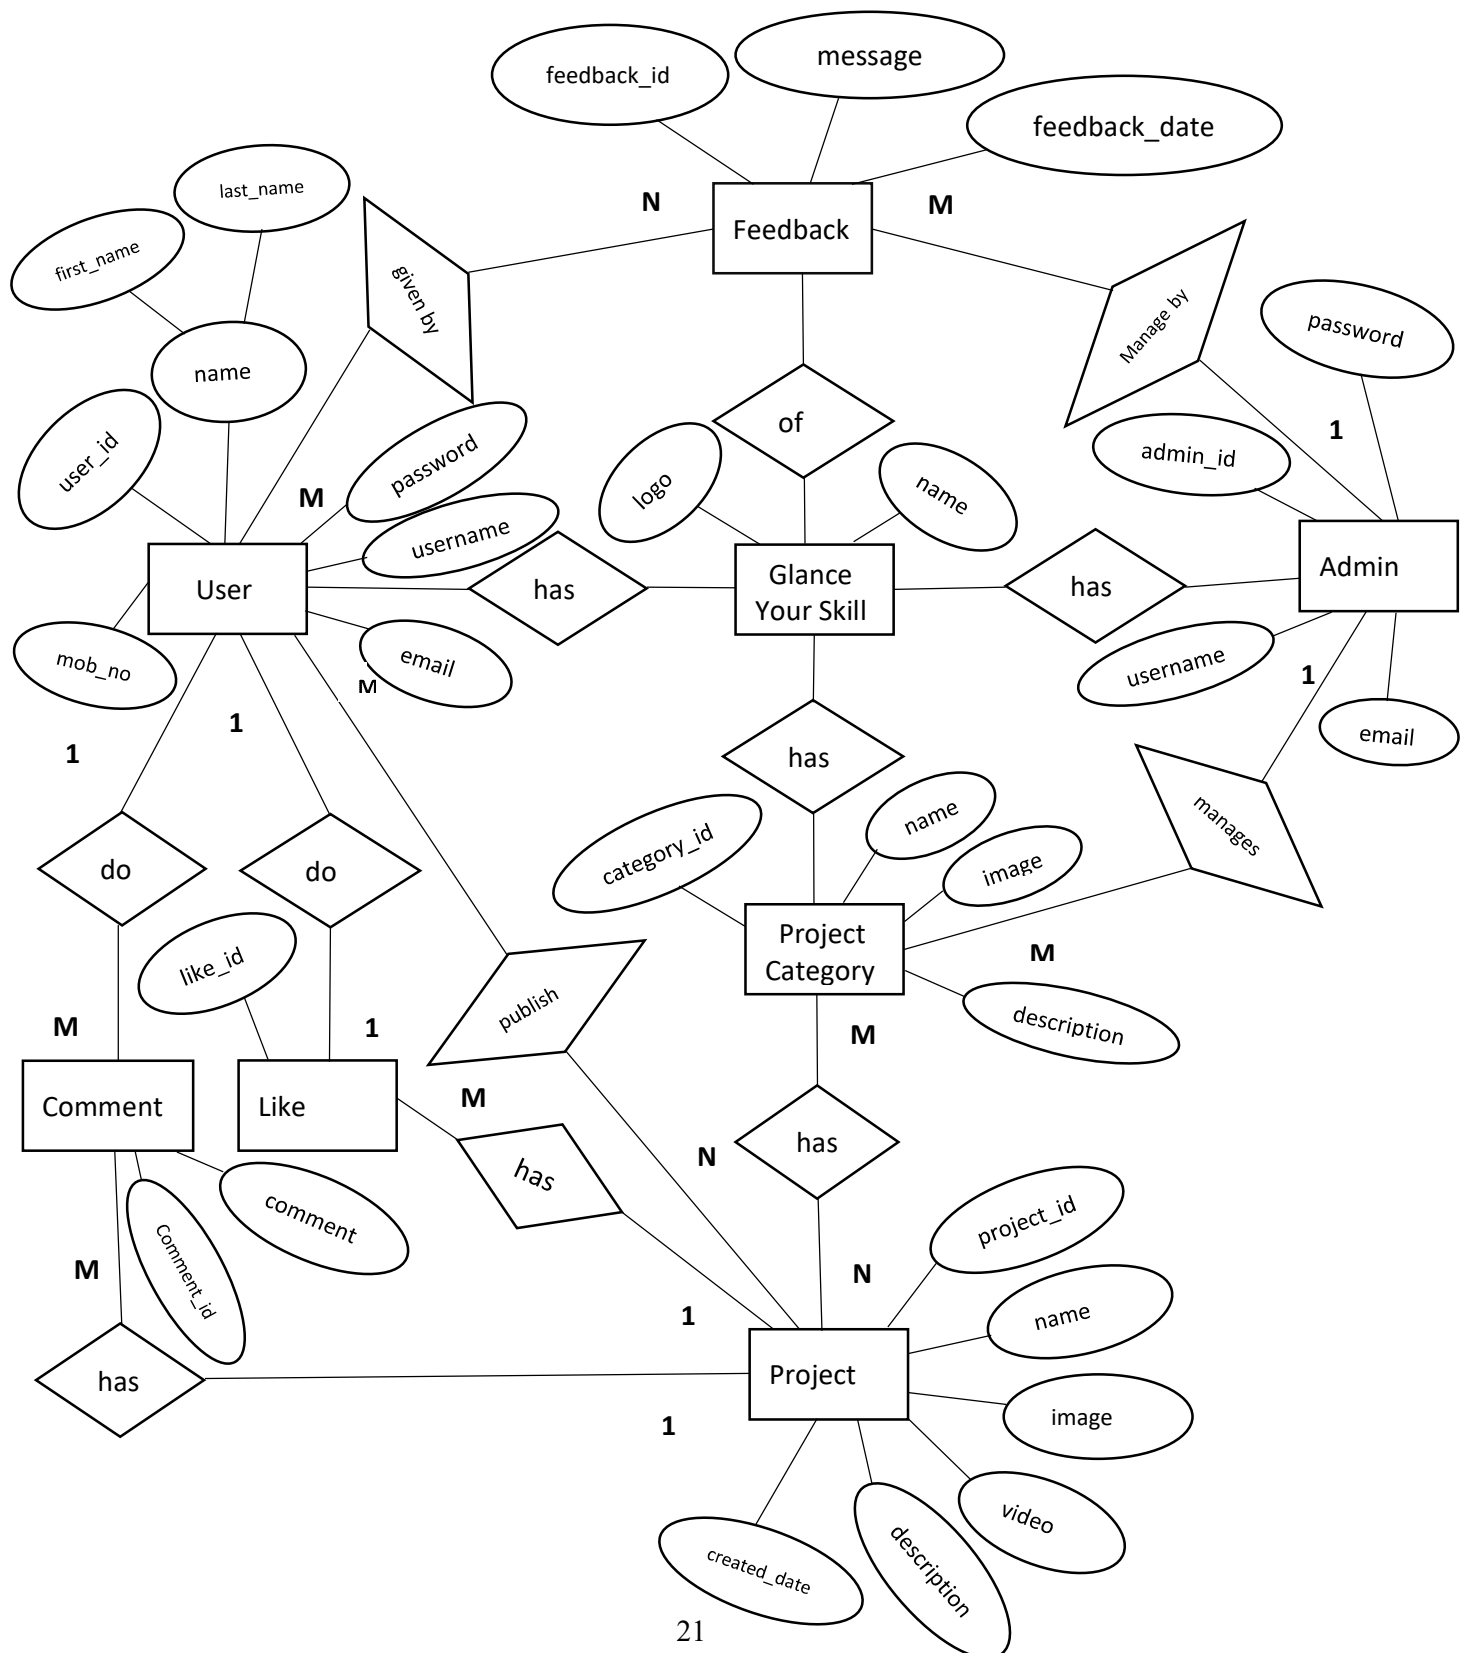 message
feedback_id
feedback_date
last_name
N
M
Feedback
first_name
given by
Manage by
password
name
of
1
user_id
password
admin_id
logo
name
M
username
User
has
Glance
Your Skill
has
Admin
mob_no
email
M
username
1
1
1
email
has
name
manages
category_id
image
do
do
Project
Category
M
like_id
publish
description
M
1
M
Comment
Like
M
has
has
N
comment
project_id
Comment_id
M
N
name
1
has
Project
image
1
video
created_date
description
21